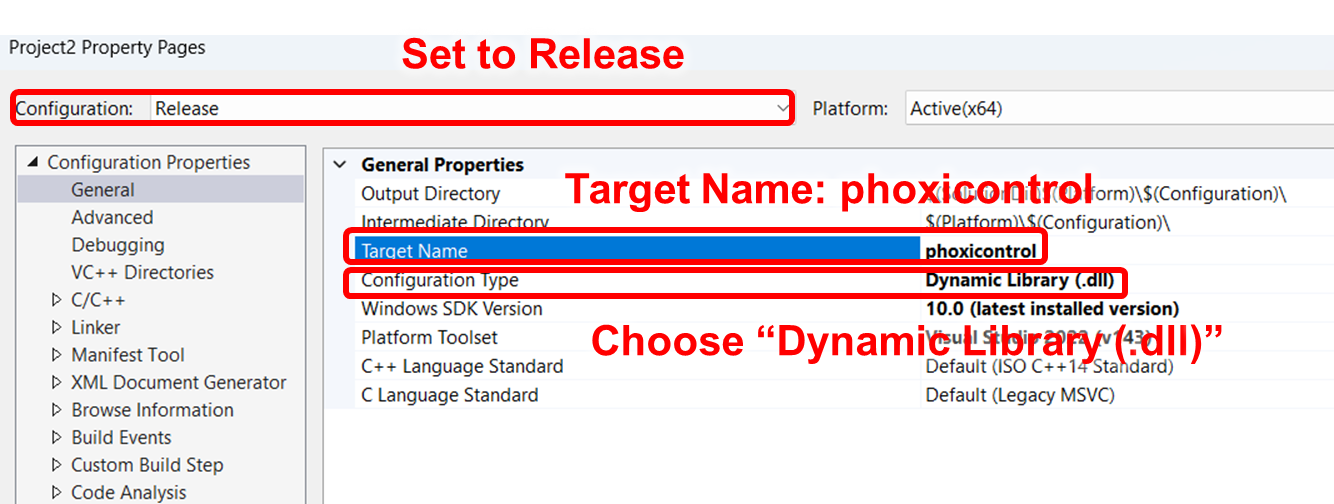 Project2 Property Pages
Set to Release
Configuration: Release
Platform: Active(x64)
Configuration Properties
General
Advanced
Debugging
VC++ Directories
C/C++
Linker
Manifest Tool
XML Document Generator
Browse Information
Build Events
Custom Build Step
Code Analysis
General Properties
Target Name: phoxicontrol
Output Directory $(SolutionDir)$(Platform)\$(Configuration)\
Intermediate Directory $(Platform)\$(Configuration)\
Target Name phoxicontrol
Configuration Type Dynamic Library (.dll)
Windows SDK Version 10.0 (latest installed version)
Choose “Dynamic Library (.dll)”
Platform Toolset Visual Studio 2022 (v143)
C++ Language Standard Default (ISO C++14 Standard)
C Language Standard Default (Legacy MSVC)